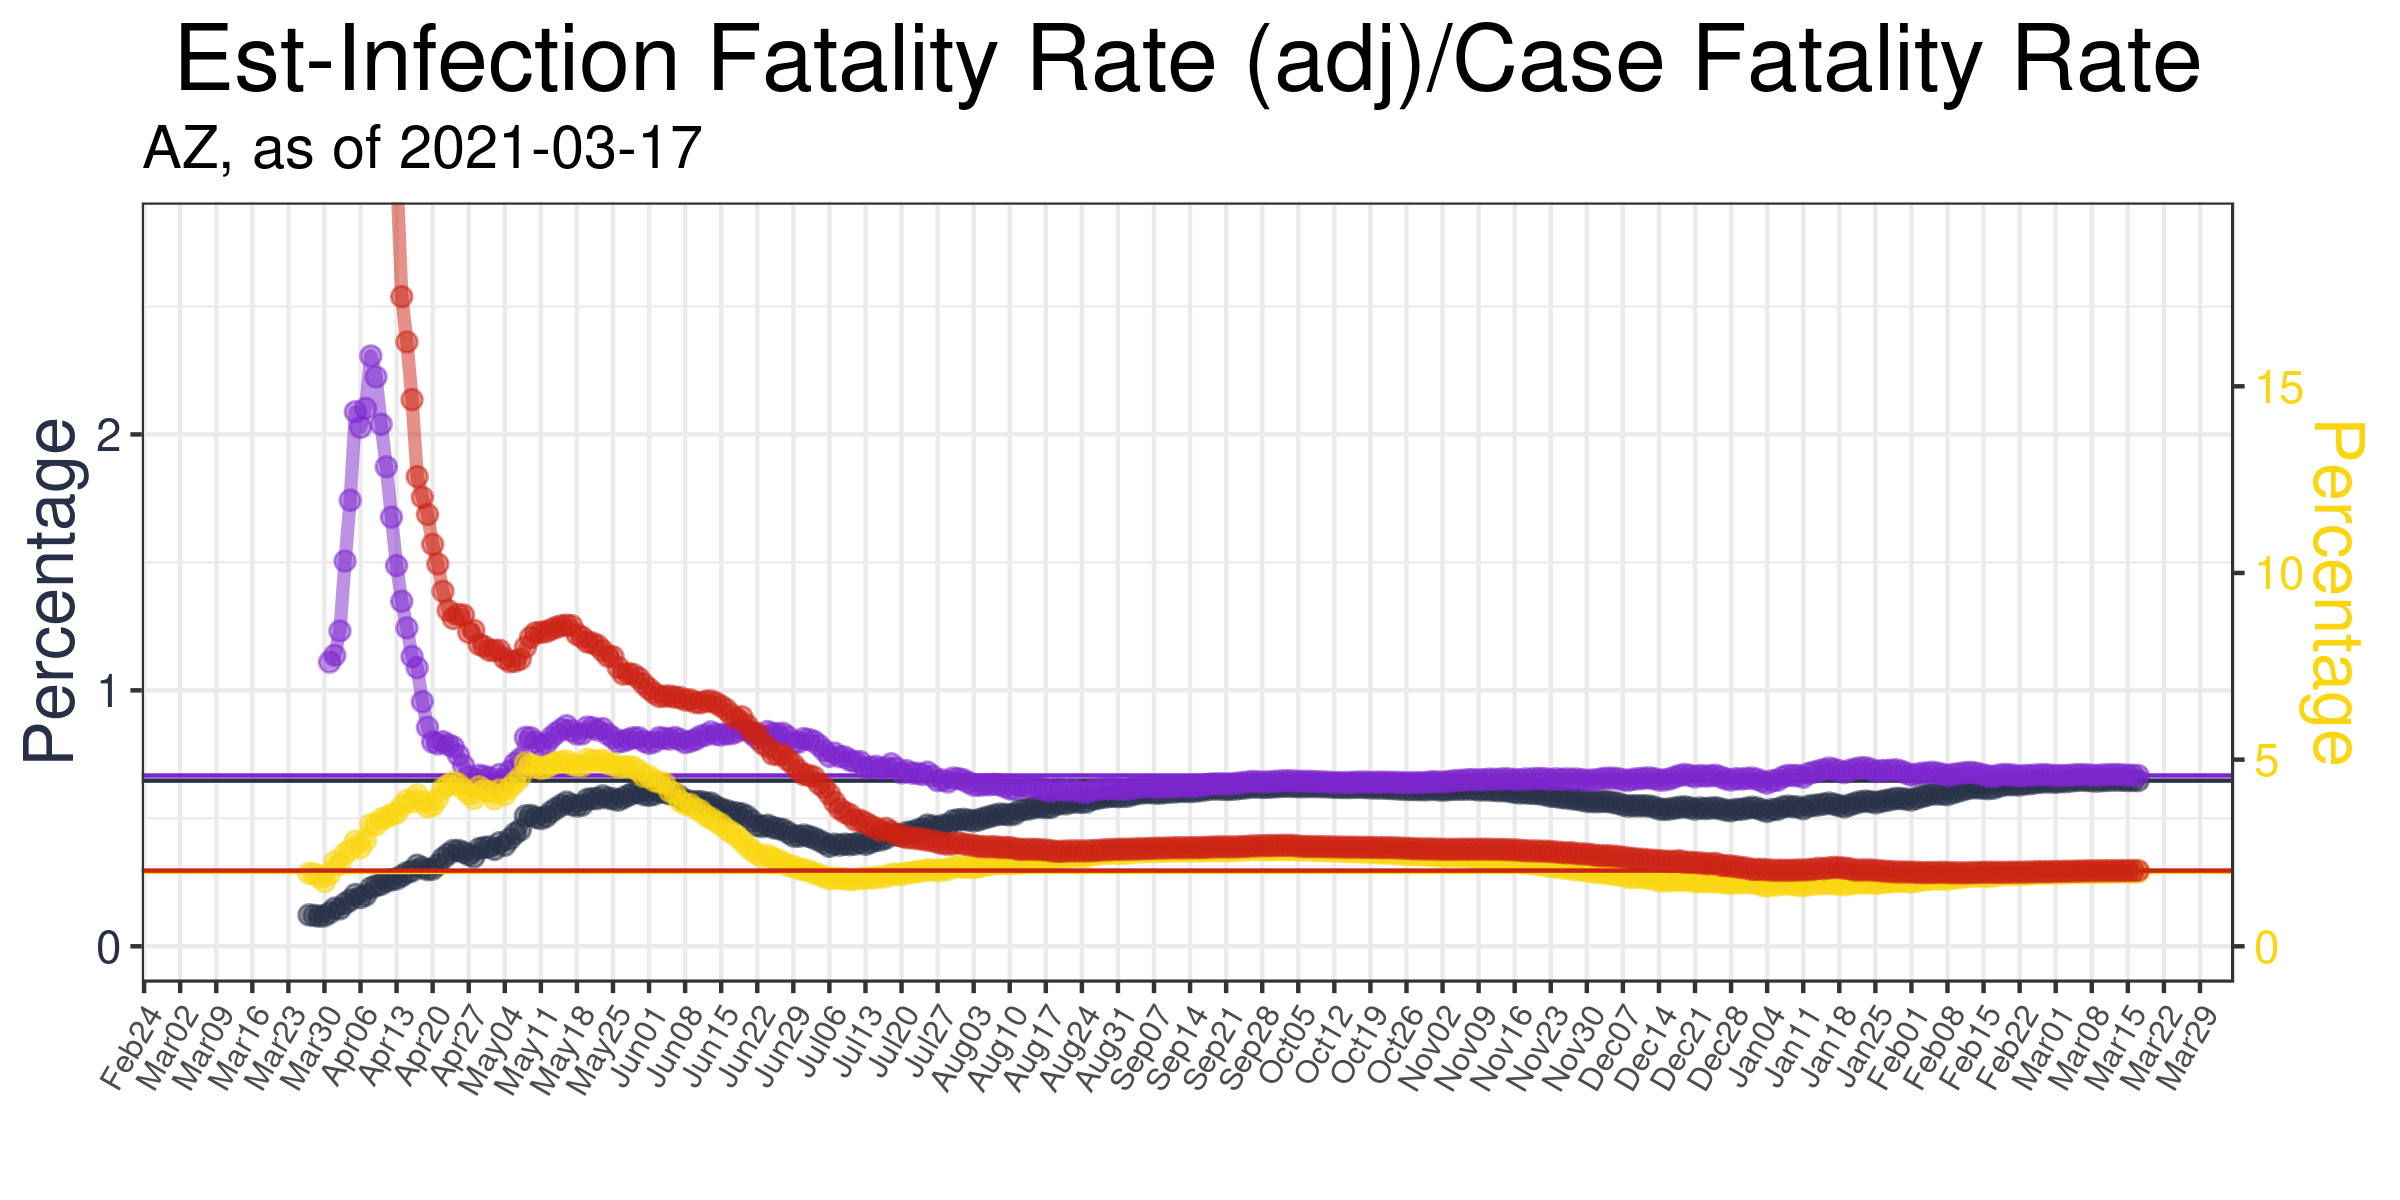 Est-Infection Fatality Rate (adj)/Case Fatality Rate
AZ, as of 2021-03-17
Percentage
2
1
0
15
10
5
0
Percentage
Feb24
Mar02
Mar09
Mar16
Mar23
Mar30
Apr06
Apr13
Apr20
Apr27
May04
May11
May18
May25
Jun01
Jun08
Jun15
Jun22
Jun29
Jul06
Jul13
Jul20
Jul27
Aug03
Aug10
Aug17
Aug24
Aug31
Sep07
Sep14
Sep21
Sep28
Oct05
Oct12
Oct19
Oct26
Nov02
Nov09
Nov16
Nov23
Nov30
Dec07
Dec14
Dec21
Dec28
Jan04
Jan11
Jan18
Jan25
Feb01
Feb08
Feb15
Feb22
Mar01
Mar08
Mar15
Mar22
Mar29